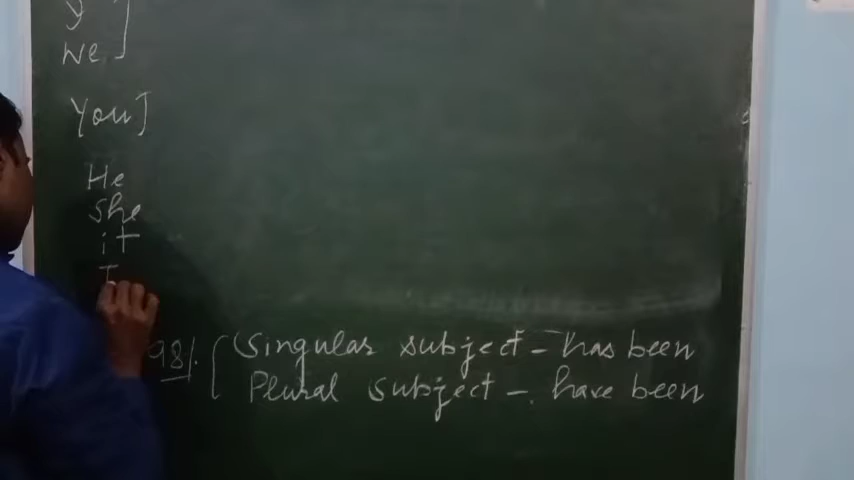 y
we ]
You ]
He
She
it
T
98% [ Singular subject - has been
Plural subject - have been